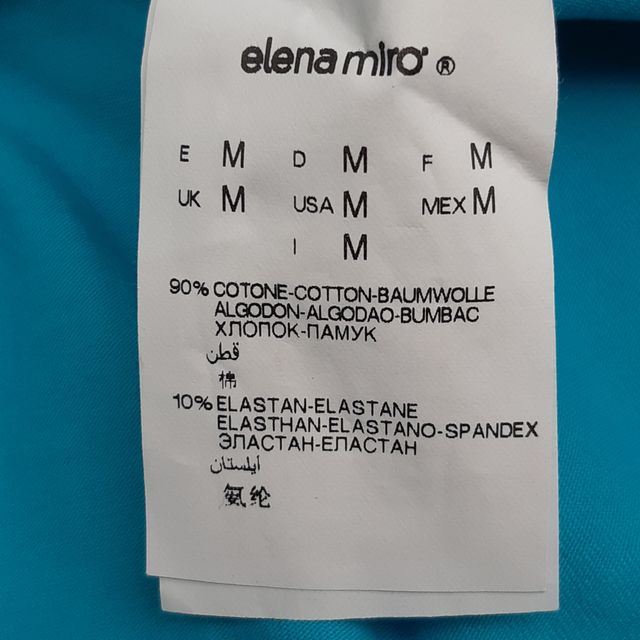 elena mirò ®
E M D M F M
UK M USA M MEX M
I M
90% COTONE-COTTON-BAUMWOLLE
ALGODON-ALGODAO-BUMBAC
ХЛОПОК-ПАМУК
قطن
棉
10% ELASTAN-ELASTANE
ELASTHAN-ELASTANO-SPANDEX
ЭЛАСТАН-ЕЛАСТАН
أيلستان
氨纶